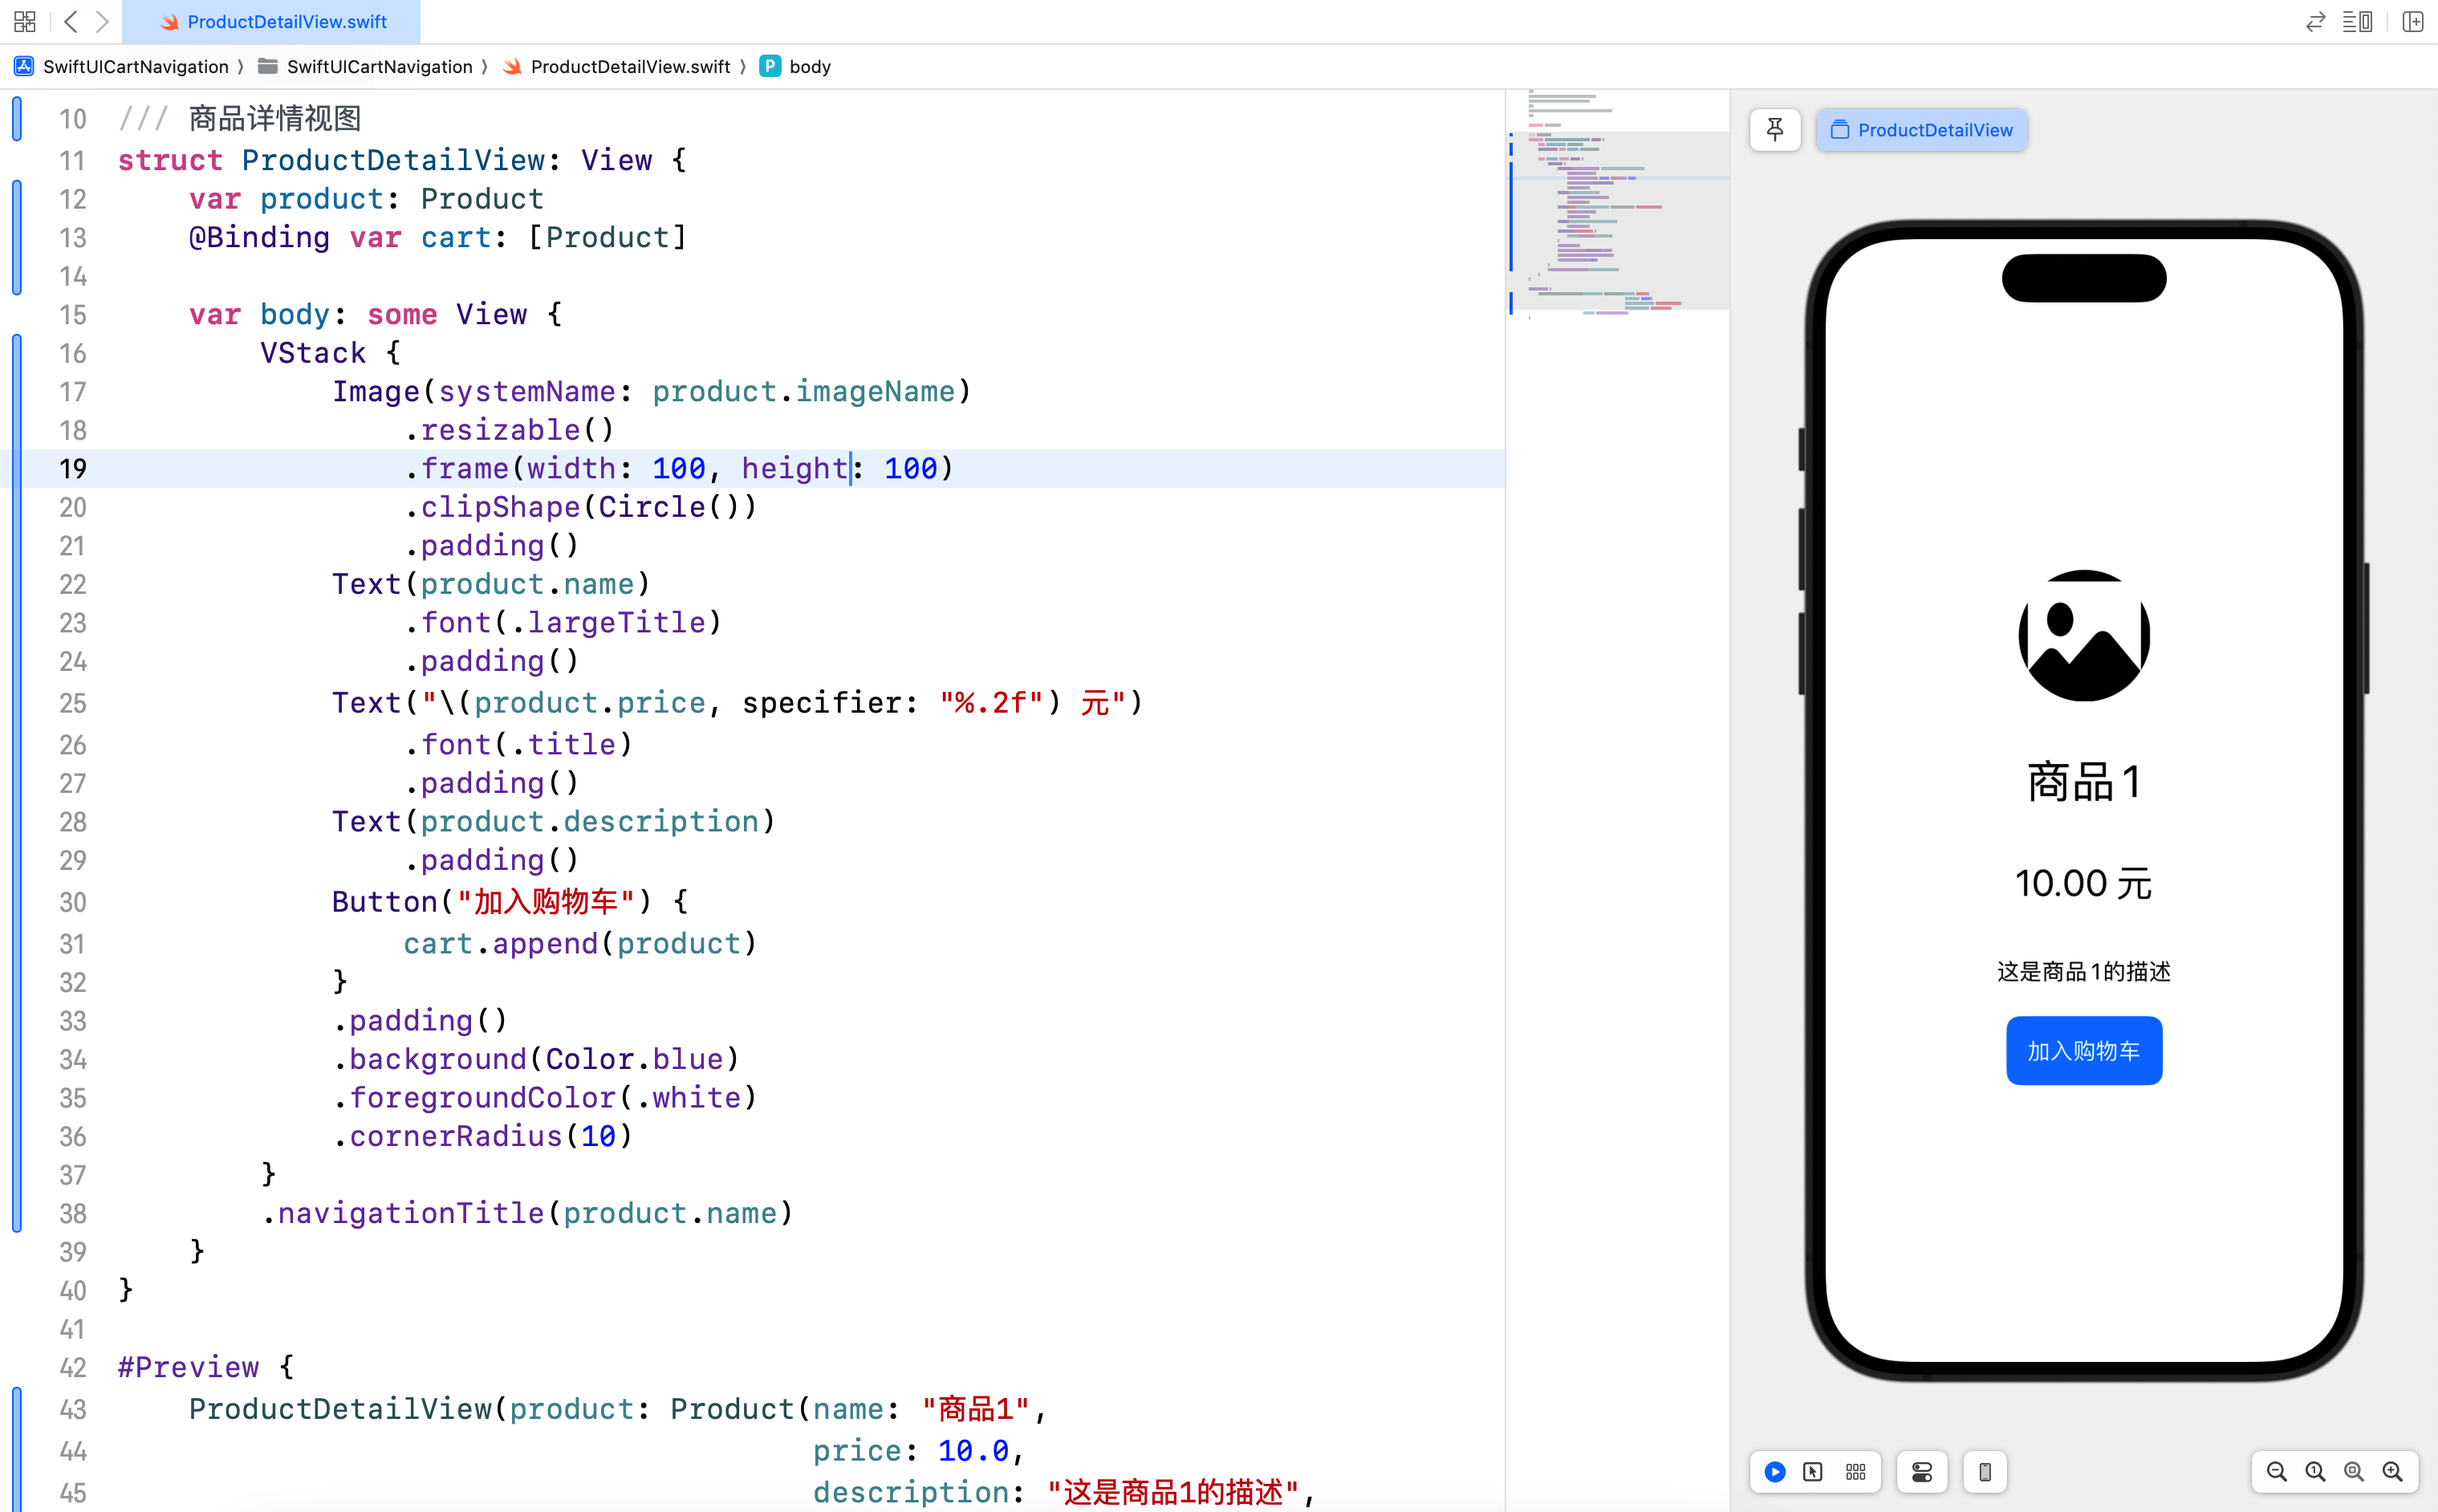 ProductDetailView.swift
SwiftUICartNavigation 〉 SwiftUICartNavigation 〉 ProductDetailView.swift 〉 P body
10 /// 商品详情视图
11 struct ProductDetailView: View {
12     var product: Product
13     @Binding var cart: [Product]
14
15     var body: some View {
16         VStack {
17             Image(systemName: product.imageName)
18                 .resizable()
19                 .frame(width: 100, height: 100)
20                 .clipShape(Circle())
21                 .padding()
22             Text(product.name)
23                 .font(.largeTitle)
24                 .padding()
25             Text("\(product.price, specifier: "%.2f") 元")
26                 .font(.title)
27                 .padding()
28             Text(product.description)
29                 .padding()
30             Button("加入购物车") {
31                 cart.append(product)
32             }
33             .padding()
34             .background(Color.blue)
35             .foregroundColor(.white)
36             .cornerRadius(10)
37         }
38         .navigationTitle(product.name)
39     }
40 }
41
42 #Preview {
43     ProductDetailView(product: Product(name: "商品1",
44                                        price: 10.0,
45                                        description: "这是商品1的描述",
ProductDetailView
商品1
10.00 元
这是商品1的描述
加入购物车